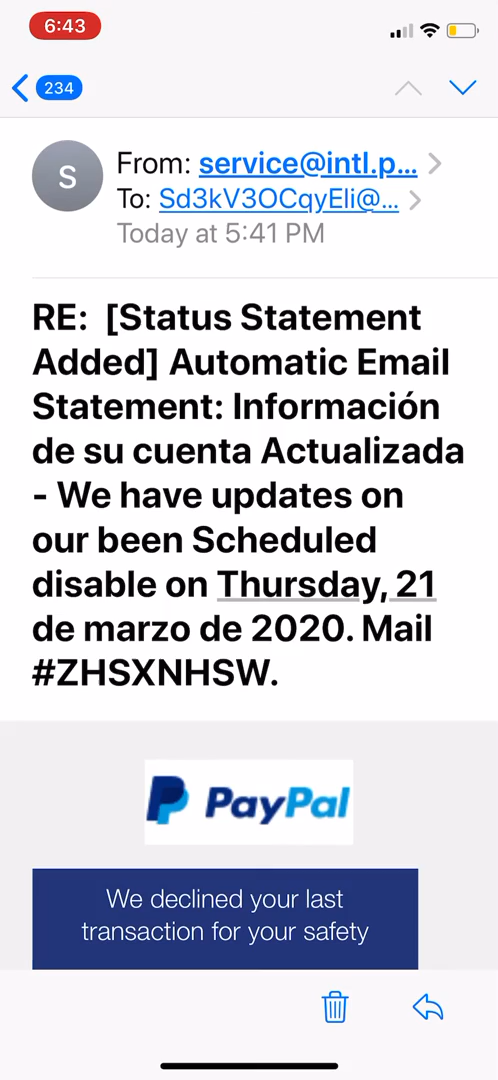 6:43
234
S
From: service@intl.p...
To: Sd3kV3OCqyEli@...
Today at 5:41 PM
RE:  [Status Statement
Added] Automatic Email
Statement: Información
de su cuenta Actualizada
- We have updates on
our been Scheduled
disable on Thursday, 21
de marzo de 2020. Mail
#ZHSXNHSW.
PayPal
We declined your last
transaction for your safety